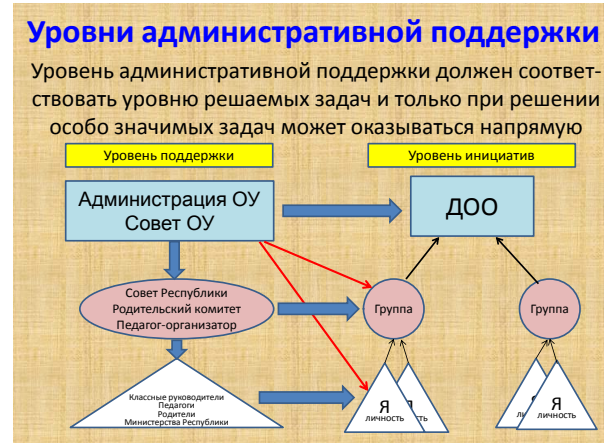 Уровни административной поддержки
Уровень административной поддержки должен соответ-
ствовать уровню решаемых задач и только при решении
особо значимых задач может оказываться напрямую
Уровень поддержки
Уровень инициатив
Администрация ОУ
Совет ОУ
ДОО
Совет Республики
Родительский комитет
Педагог-организатор
Группа
Группа
Классные руководители
Педагоги
Родители
Министерства Республики
Я
личность
Я
личность